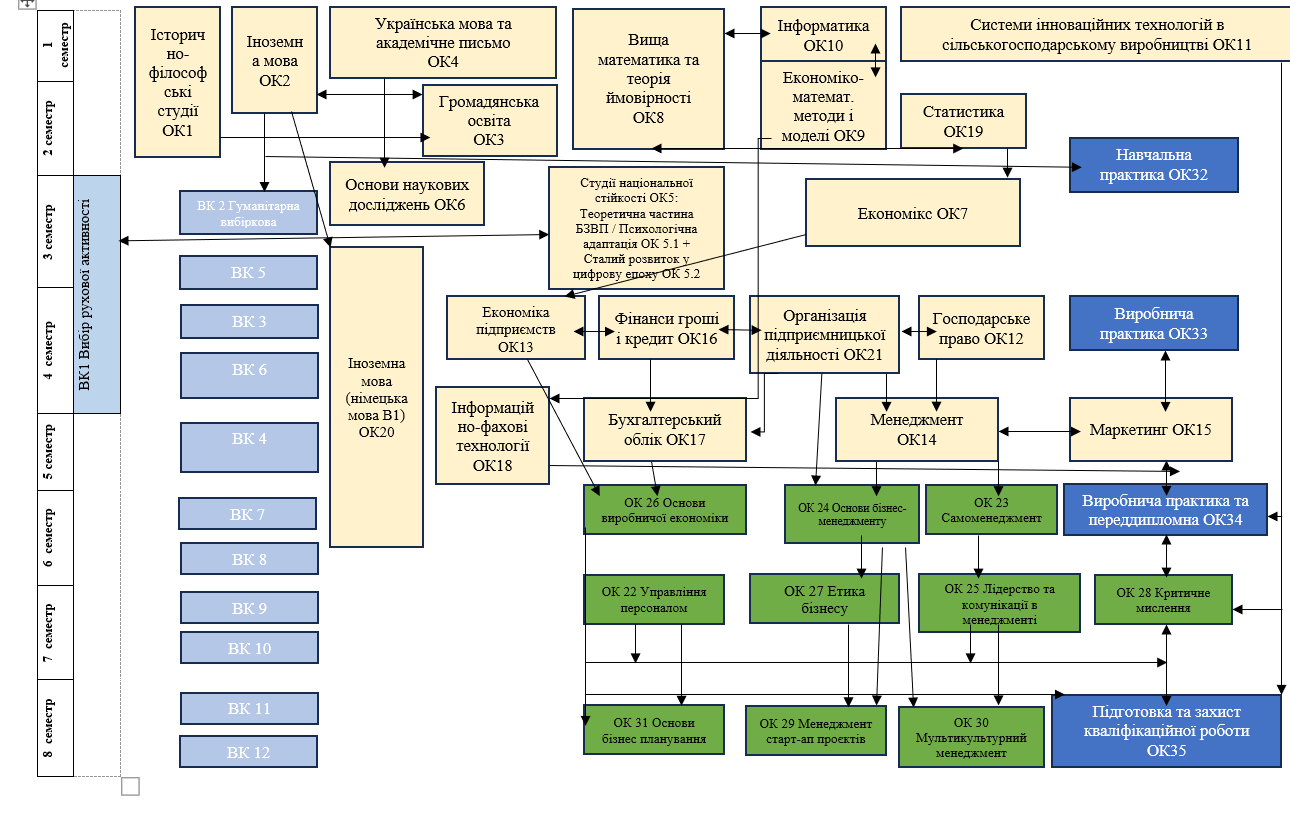 1
семестр
2 семестр
3 семестр
4 семестр
5 семестр
6 семестр
7 семестр
8 семестр
ВК1 Вибір рухової активності
Історич
но-
філософ
ські
студії
ОК1
Іноземн
а мова
ОК2
Українська мова та
академічне письмо
ОК4
Громадянська
освіта
ОК3
Вища
математика та
теорія
ймовірності
ОК8
Інформатика
ОК10
Економіко-
математ.
методи і
моделі ОК9
Системи інноваційних технологій в
сільськогосподарському виробництві ОК11
Статистика
ОК19
Навчальна
практика ОК32
Основи наукових
досліджень ОК6
Студії національної
стійкості ОК5:
Теоретична частина
БЗВП / Психологічна
адаптація ОК 5.1 +
Сталий розвиток у
цифрову епоху ОК 5.2
Економікс ОК7
ВК 2 Гуманітарна
вибіркова
ВК 5
ВК 3
ВК 6
ВК 4
ВК 7
ВК 8
ВК 9
ВК 10
ВК 11
ВК 12
Іноземна
мова
(німецька
мова В1)
ОК20
Економіка
підприємств
ОК13
Фінанси гроші
і кредит ОК16
Організація
підприємницької
діяльності ОК21
Господарське
право ОК12
Виробнича
практика ОК33
Інформацій
но-фахові
технології
ОК18
Бухгалтерський
облік ОК17
Менеджмент
ОК14
Маркетинг ОК15
ОК 26 Основи
виробничої економіки
ОК 24 Основи бізнес-
менеджменту
ОК 23
Самоменеджмент
Виробнича практика та
переддипломна ОК34
ОК 22 Управління
персоналом
ОК 27 Етика
бізнесу
ОК 25 Лідерство та
комунікації в
менеджменті
ОК 28 Критичне
мислення
ОК 31 Основи
бізнес планування
ОК 29 Менеджмент
старт-ап проєктів
ОК 30
Мультикультурний
менеджмент
Підготовка та захист
кваліфікаційної роботи
ОК35